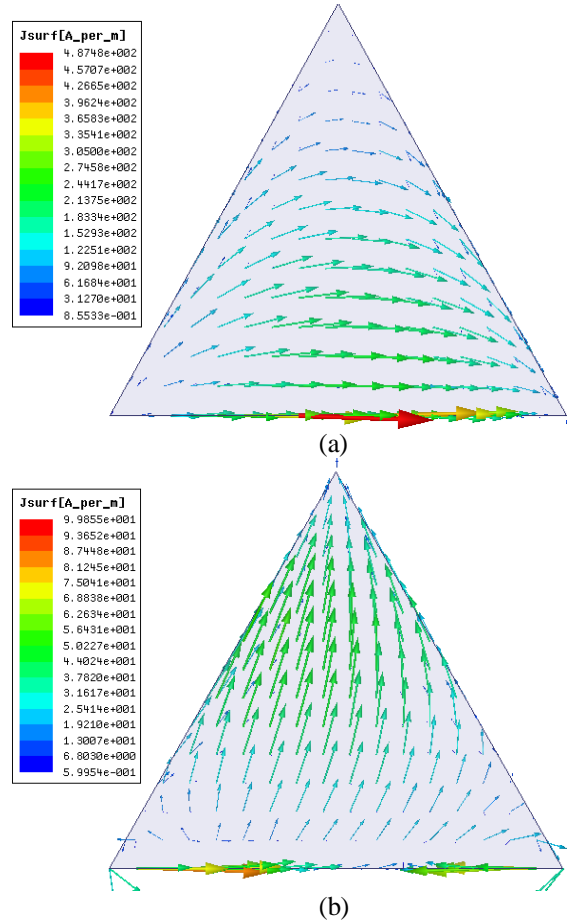 Jsurf[A_per_m]
4.8748e+002
4.5707e+002
4.2665e+002
3.9624e+002
3.6583e+002
3.3541e+002
3.0500e+002
2.7458e+002
2.4417e+002
2.1375e+002
1.8334e+002
1.5293e+002
1.2251e+002
9.2098e+001
6.1684e+001
3.1270e+001
8.5533e-001
(a)
Jsurf[A_per_m]
9.9855e+001
9.3652e+001
8.7448e+001
8.1245e+001
7.5041e+001
6.8838e+001
6.2634e+001
5.6431e+001
5.0227e+001
4.4024e+001
3.7820e+001
3.1617e+001
2.5414e+001
1.9210e+001
1.3007e+001
6.8030e+000
5.9954e-001
(b)